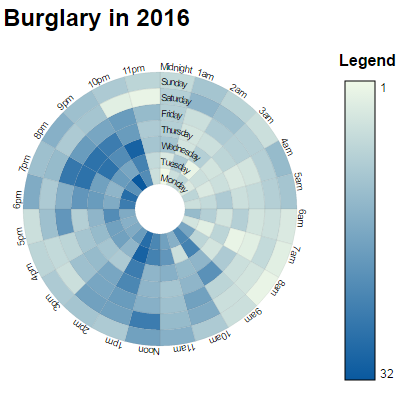 Burglary in 2016
Legend
1
32
Midnight
1am
2am
3am
4am
5am
6am
7am
8am
9am
10am
11am
Noon
1pm
2pm
3pm
4pm
5pm
6pm
7pm
8pm
9pm
10pm
11pm
Sunday
Saturday
Friday
Thursday
Wednesday
Tuesday
Monday